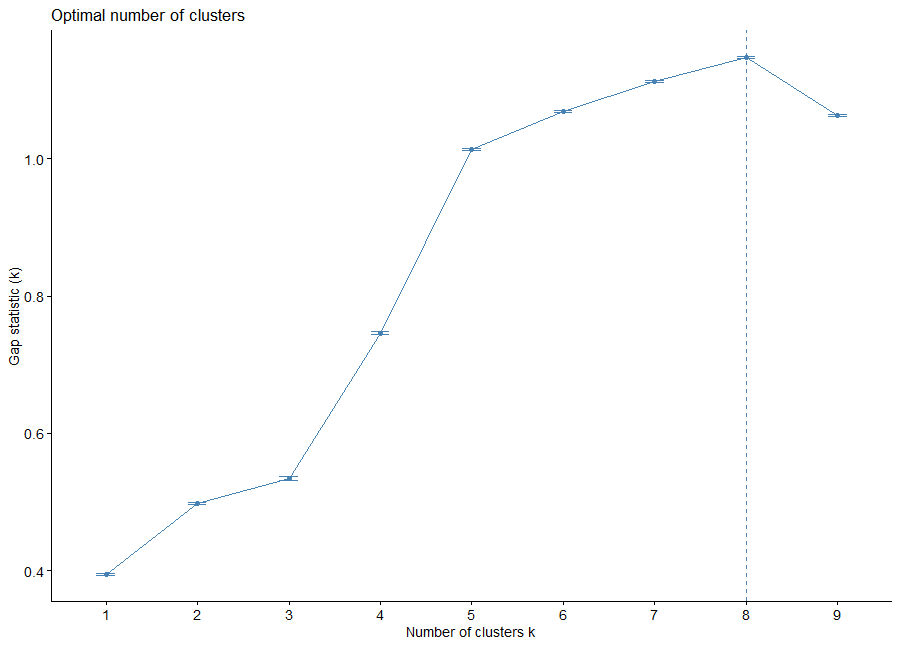 Optimal number of clusters
Gap statistic (k)
1.0
0.8
0.6
0.4
1 2 3 4 5 6 7 8 9
Number of clusters k